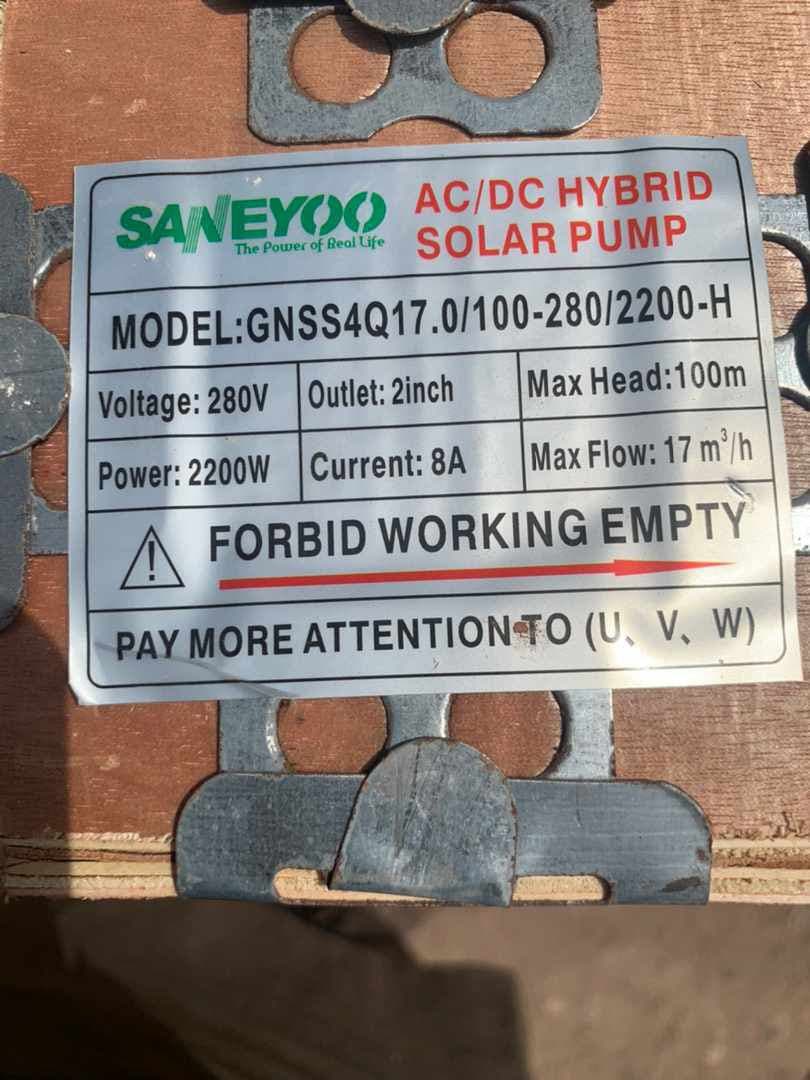 SANEYOO
The Power of Real Life
AC/DC HYBRID
SOLAR PUMP
MODEL:GNSS4Q17.0/100-280/2200-H
Voltage: 280V
Outlet: 2inch
Max Head:100m
Power: 2200W
Current: 8A
Max Flow: 17 m³/h
FORBID WORKING EMPTY
PAY MORE ATTENTION TO (U、V、W)